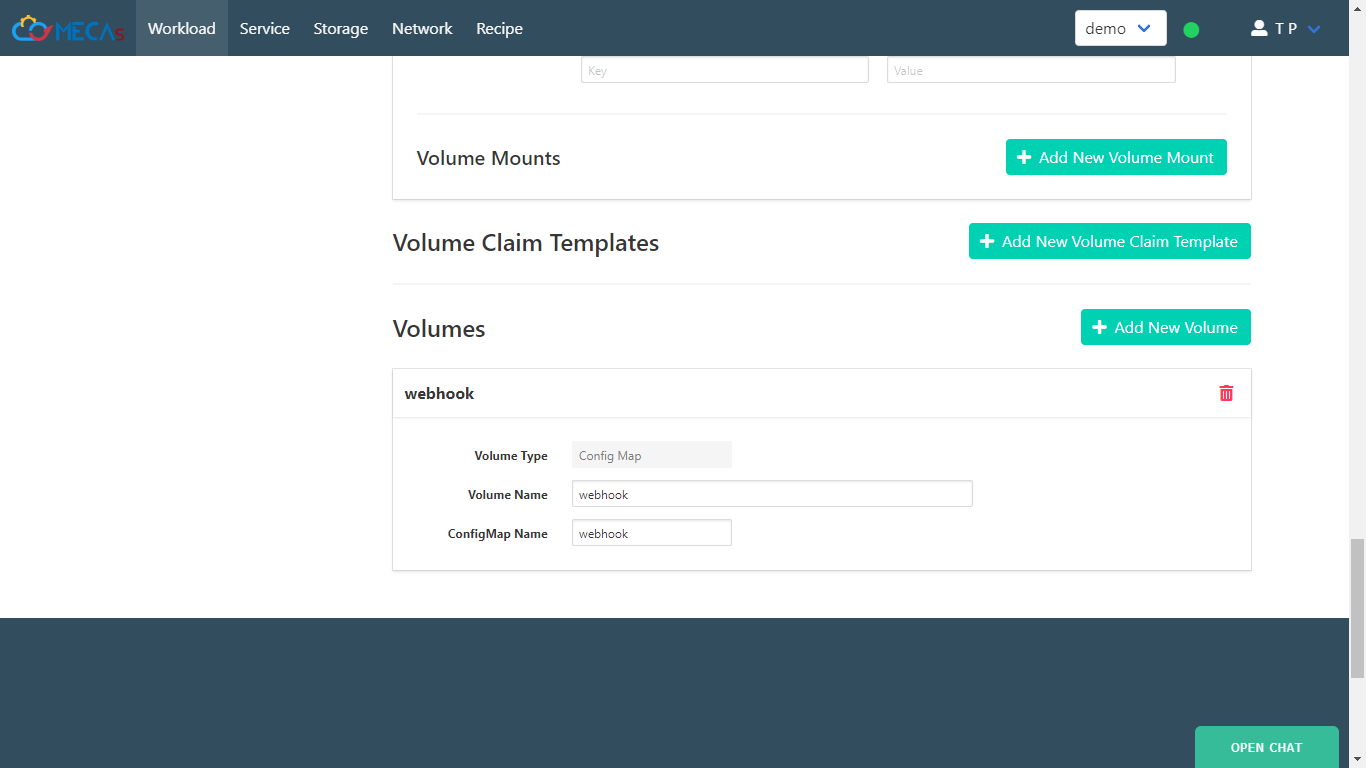 MECAS Workload Service Storage Network Recipe demo T P
Key Value
Volume Mounts Add New Volume Mount
Volume Claim Templates Add New Volume Claim Template
Volumes Add New Volume
webhook
Volume Type Config Map
Volume Name webhook
ConfigMap Name webhook
OPEN CHAT